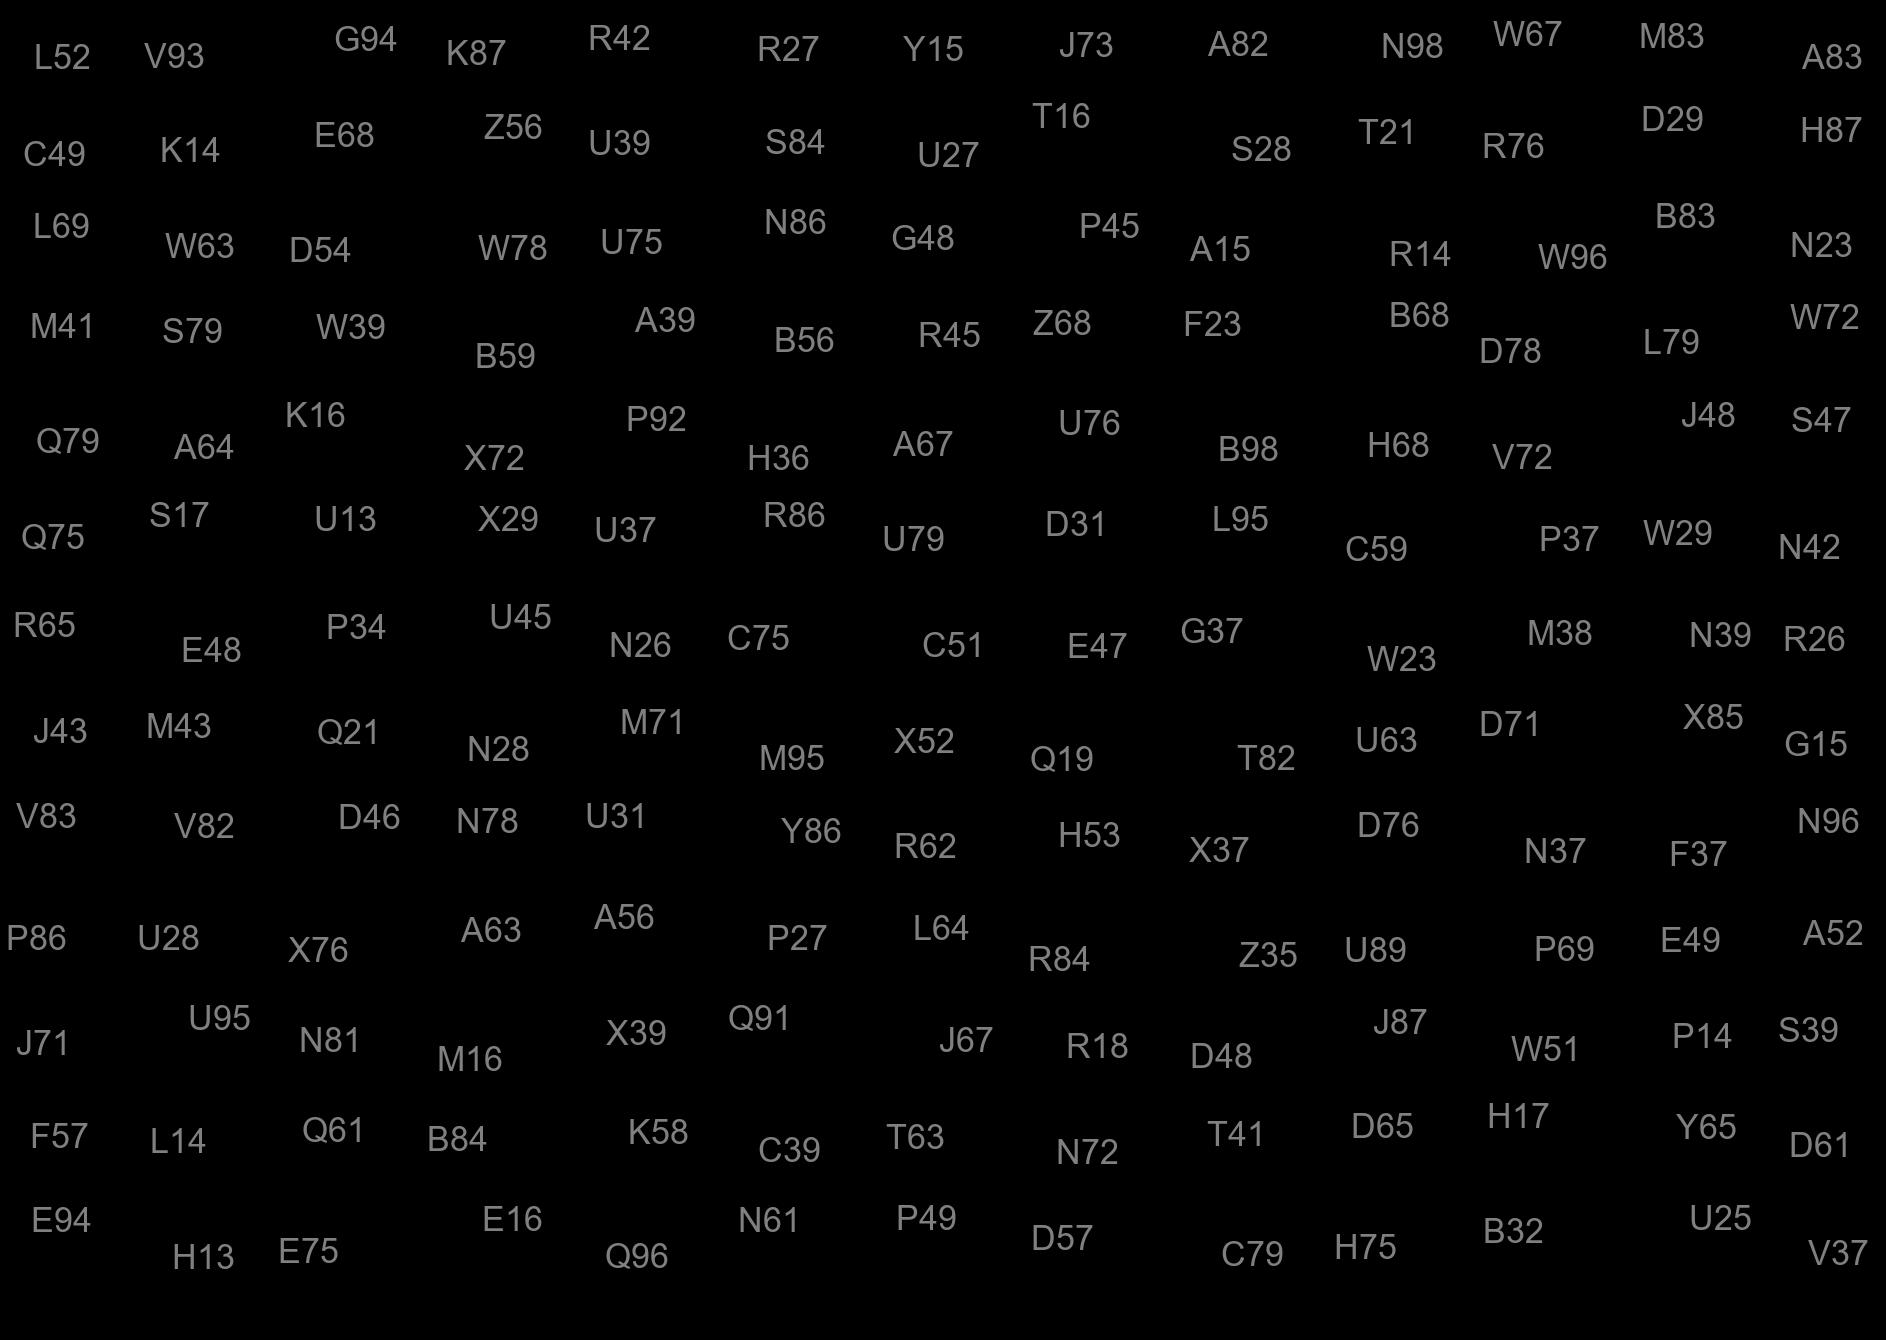 L52 V93 G94 K87 R42 R27 Y15 J73 A82 N98 W67 M83 A83
C49 K14 E68 Z56 U39 S84 U27 T16 S28 T21 R76 D29 H87
L69 W63 D54 W78 U75 N86 G48 P45 A15 R14 W96 B83 N23
M41 S79 W39 B59 A39 B56 R45 Z68 F23 B68 D78 L79 W72
Q79 A64 K16 X72 P92 H36 A67 U76 B98 H68 V72 J48 S47
Q75 S17 U13 X29 U37 R86 U79 D31 L95 C59 P37 W29 N42
R65 E48 P34 U45 N26 C75 C51 E47 G37 W23 M38 N39 R26
J43 M43 Q21 N28 M71 M95 X52 Q19 T82 U63 D71 X85 G15
V83 V82 D46 N78 U31 Y86 R62 H53 X37 D76 N37 F37 N96
P86 U28 X76 A63 A56 P27 L64 R84 Z35 U89 P69 E49 A52
J71 U95 N81 M16 X39 Q91 J67 R18 D48 J87 W51 P14 S39
F57 L14 Q61 B84 K58 C39 T63 N72 T41 D65 H17 Y65 D61
E94 H13 E75 E16 Q96 N61 P49 D57 C79 H75 B32 U25 V37